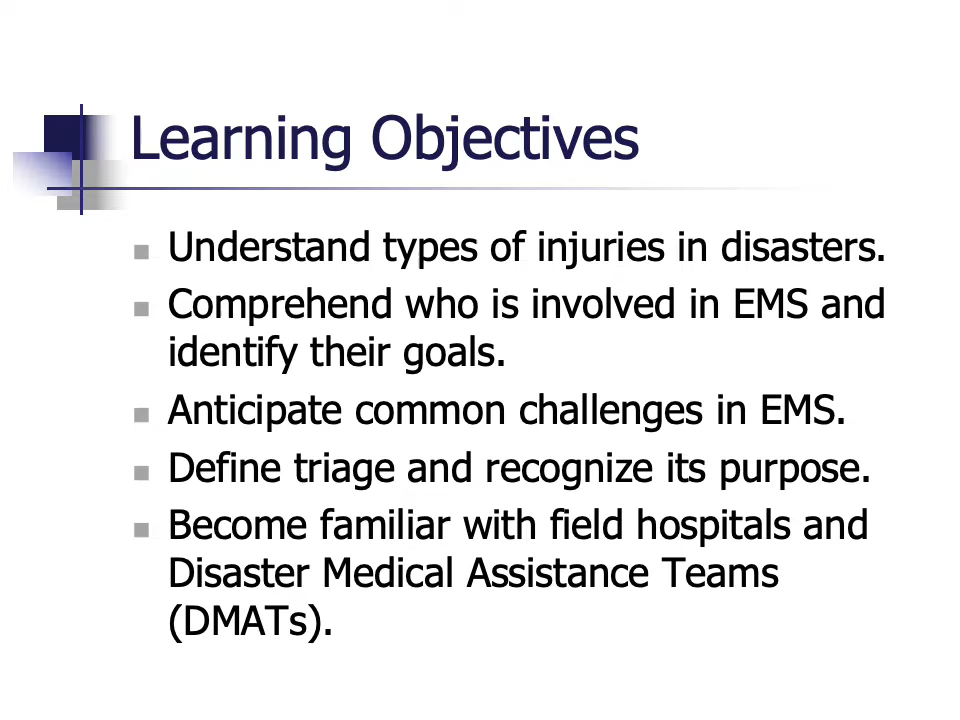 Learning Objectives
Understand types of injuries in disasters.
Comprehend who is involved in EMS and
identify their goals.
Anticipate common challenges in EMS.
Define triage and recognize its purpose.
Become familiar with field hospitals and
Disaster Medical Assistance Teams
(DMATs).